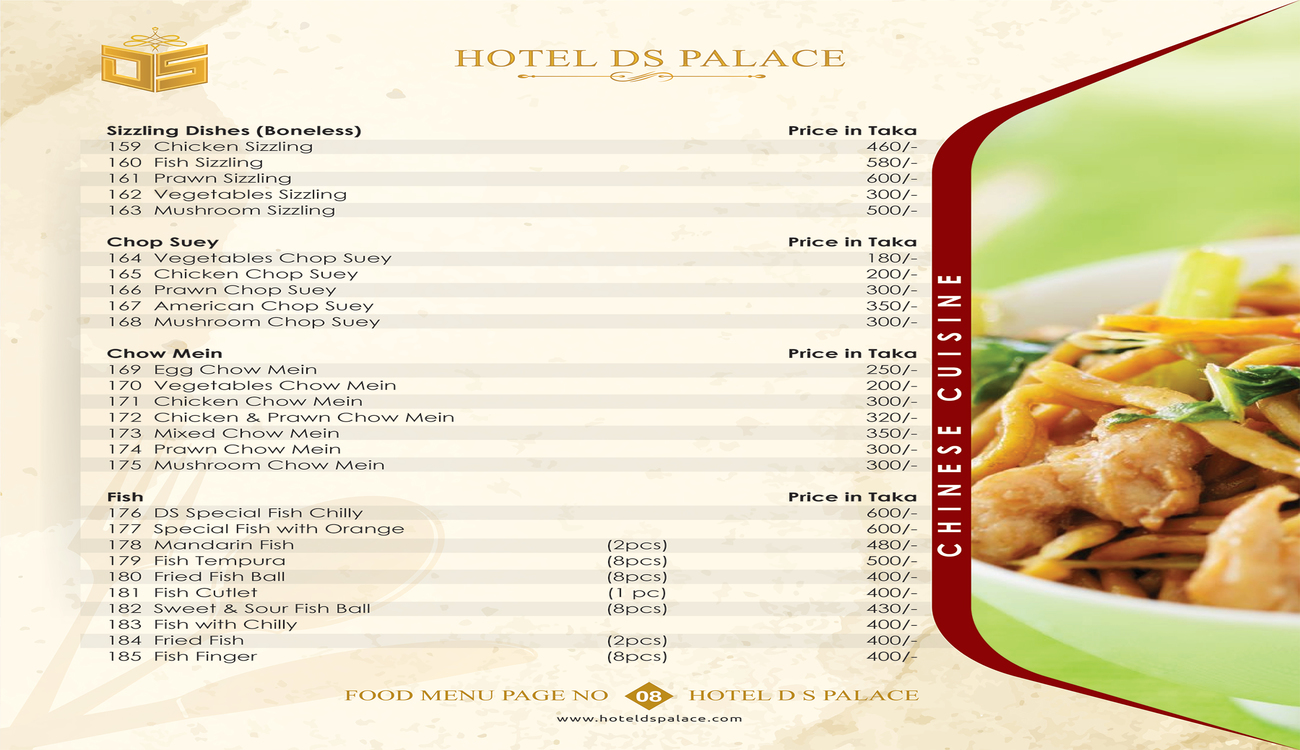 DS
HOTEL DS PALACE
Sizzling Dishes (Boneless) Price in Taka
159 Chicken Sizzling 460/-
160 Fish Sizzling 580/-
161 Prawn Sizzling 600/-
162 Vegetables Sizzling 300/-
163 Mushroom Sizzling 500/-
Chop Suey Price in Taka
164 Vegetables Chop Suey 180/-
165 Chicken Chop Suey 200/-
166 Prawn Chop Suey 300/-
167 American Chop Suey 350/-
168 Mushroom Chop Suey 300/-
Chow Mein Price in Taka
169 Egg Chow Mein 250/-
170 Vegetables Chow Mein 200/-
171 Chicken Chow Mein 300/-
172 Chicken & Prawn Chow Mein 320/-
173 Mixed Chow Mein 350/-
174 Prawn Chow Mein 300/-
175 Mushroom Chow Mein 300/-
Fish Price in Taka
176 DS Special Fish Chilly 600/-
177 Special Fish with Orange 600/-
178 Mandarin Fish (2pcs) 480/-
179 Fish Tempura (8pcs) 500/-
180 Fried Fish Ball (8pcs) 400/-
181 Fish Cutlet (1 pc) 400/-
182 Sweet & Sour Fish Ball (8pcs) 430/-
183 Fish with Chilly 400/-
184 Fried Fish (2pcs) 400/-
185 Fish Finger (8pcs) 400/-
FOOD MENU PAGE NO 08 HOTEL D S PALACE
www.hoteldspalace.com
CHINESE CUISINE